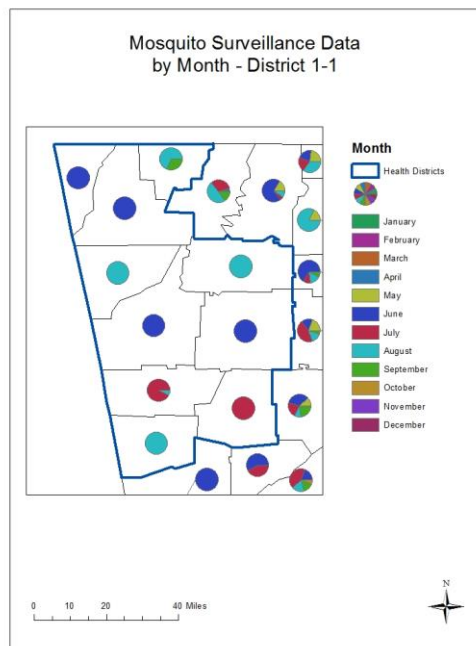 Mosquito Surveillance Data
by Month - District 1-1
Month
Health Districts
January
February
March
April
May
June
July
August
September
October
November
December
N
0 10 20 40 Miles